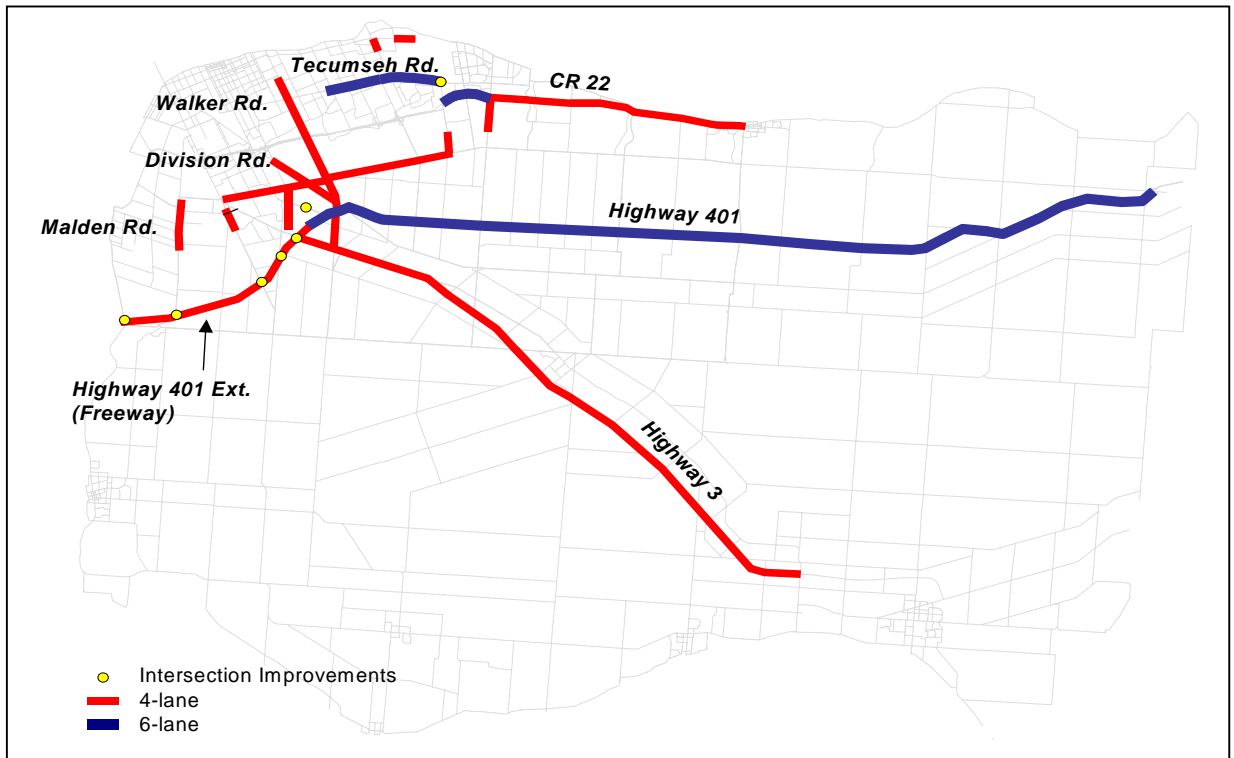 Tecumseh Rd.
CR 22
Walker Rd.
Division Rd.
Malden Rd.
Highway 401
Highway 401 Ext.
(Freeway)
Highway 3
Intersection Improvements
4-lane
6-lane